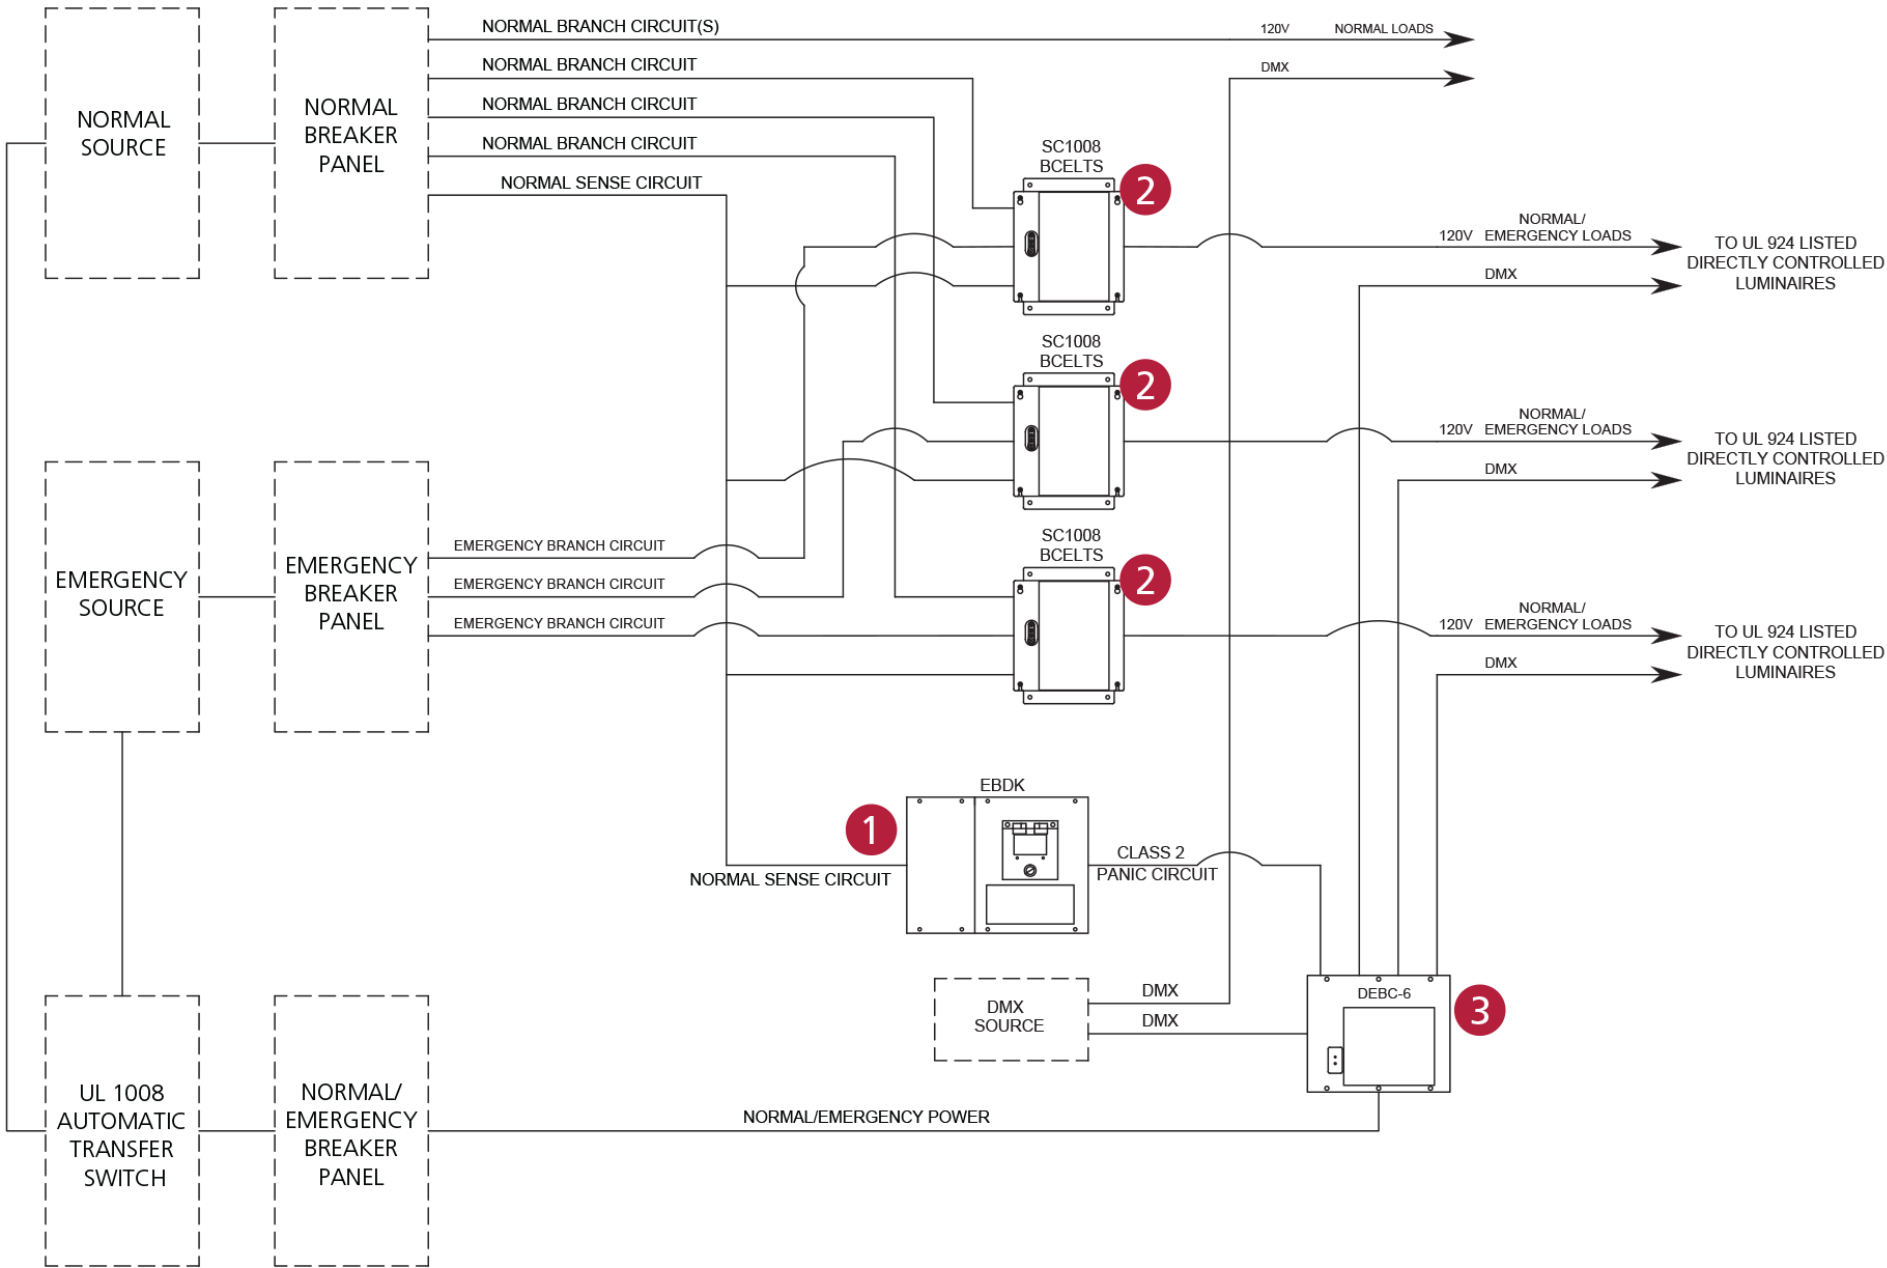 NORMAL BRANCH CIRCUIT(S)
120V
NORMAL LOADS
NORMAL BRANCH CIRCUIT
DMX
NORMAL BRANCH CIRCUIT
NORMAL BRANCH CIRCUIT
NORMAL SENSE CIRCUIT
NORMAL
SOURCE
NORMAL
BREAKER
PANEL
SC1008
BCELTS
2
NORMAL/
120V EMERGENCY LOADS
DMX
TO UL 924 LISTED
DIRECTLY CONTROLLED
LUMINAIRES
SC1008
BCELTS
2
NORMAL/
120V EMERGENCY LOADS
DMX
TO UL 924 LISTED
DIRECTLY CONTROLLED
LUMINAIRES
EMERGENCY
SOURCE
EMERGENCY
BREAKER
PANEL
EMERGENCY BRANCH CIRCUIT
EMERGENCY BRANCH CIRCUIT
EMERGENCY BRANCH CIRCUIT
SC1008
BCELTS
2
NORMAL/
120V EMERGENCY LOADS
DMX
TO UL 924 LISTED
DIRECTLY CONTROLLED
LUMINAIRES
EBDK
1
NORMAL SENSE CIRCUIT
CLASS 2
PANIC CIRCUIT
DMX
SOURCE
DMX
DMX
DEBC-6
3
UL 1008
AUTOMATIC
TRANSFER
SWITCH
NORMAL/
EMERGENCY
BREAKER
PANEL
NORMAL/EMERGENCY POWER